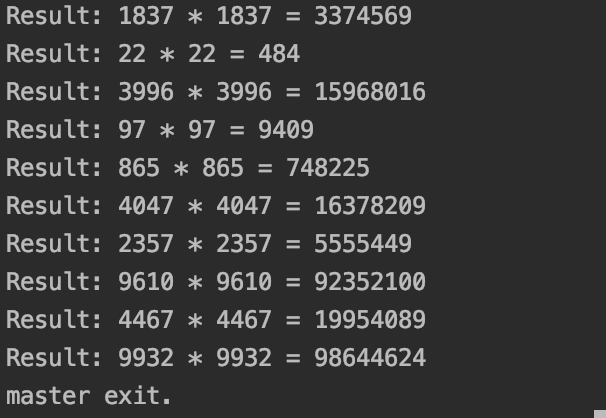 Result: 1837 * 1837 = 3374569
Result: 22 * 22 = 484
Result: 3996 * 3996 = 15968016
Result: 97 * 97 = 9409
Result: 865 * 865 = 748225
Result: 4047 * 4047 = 16378209
Result: 2357 * 2357 = 5555449
Result: 9610 * 9610 = 92352100
Result: 4467 * 4467 = 19954089
Result: 9932 * 9932 = 98644624
master exit.